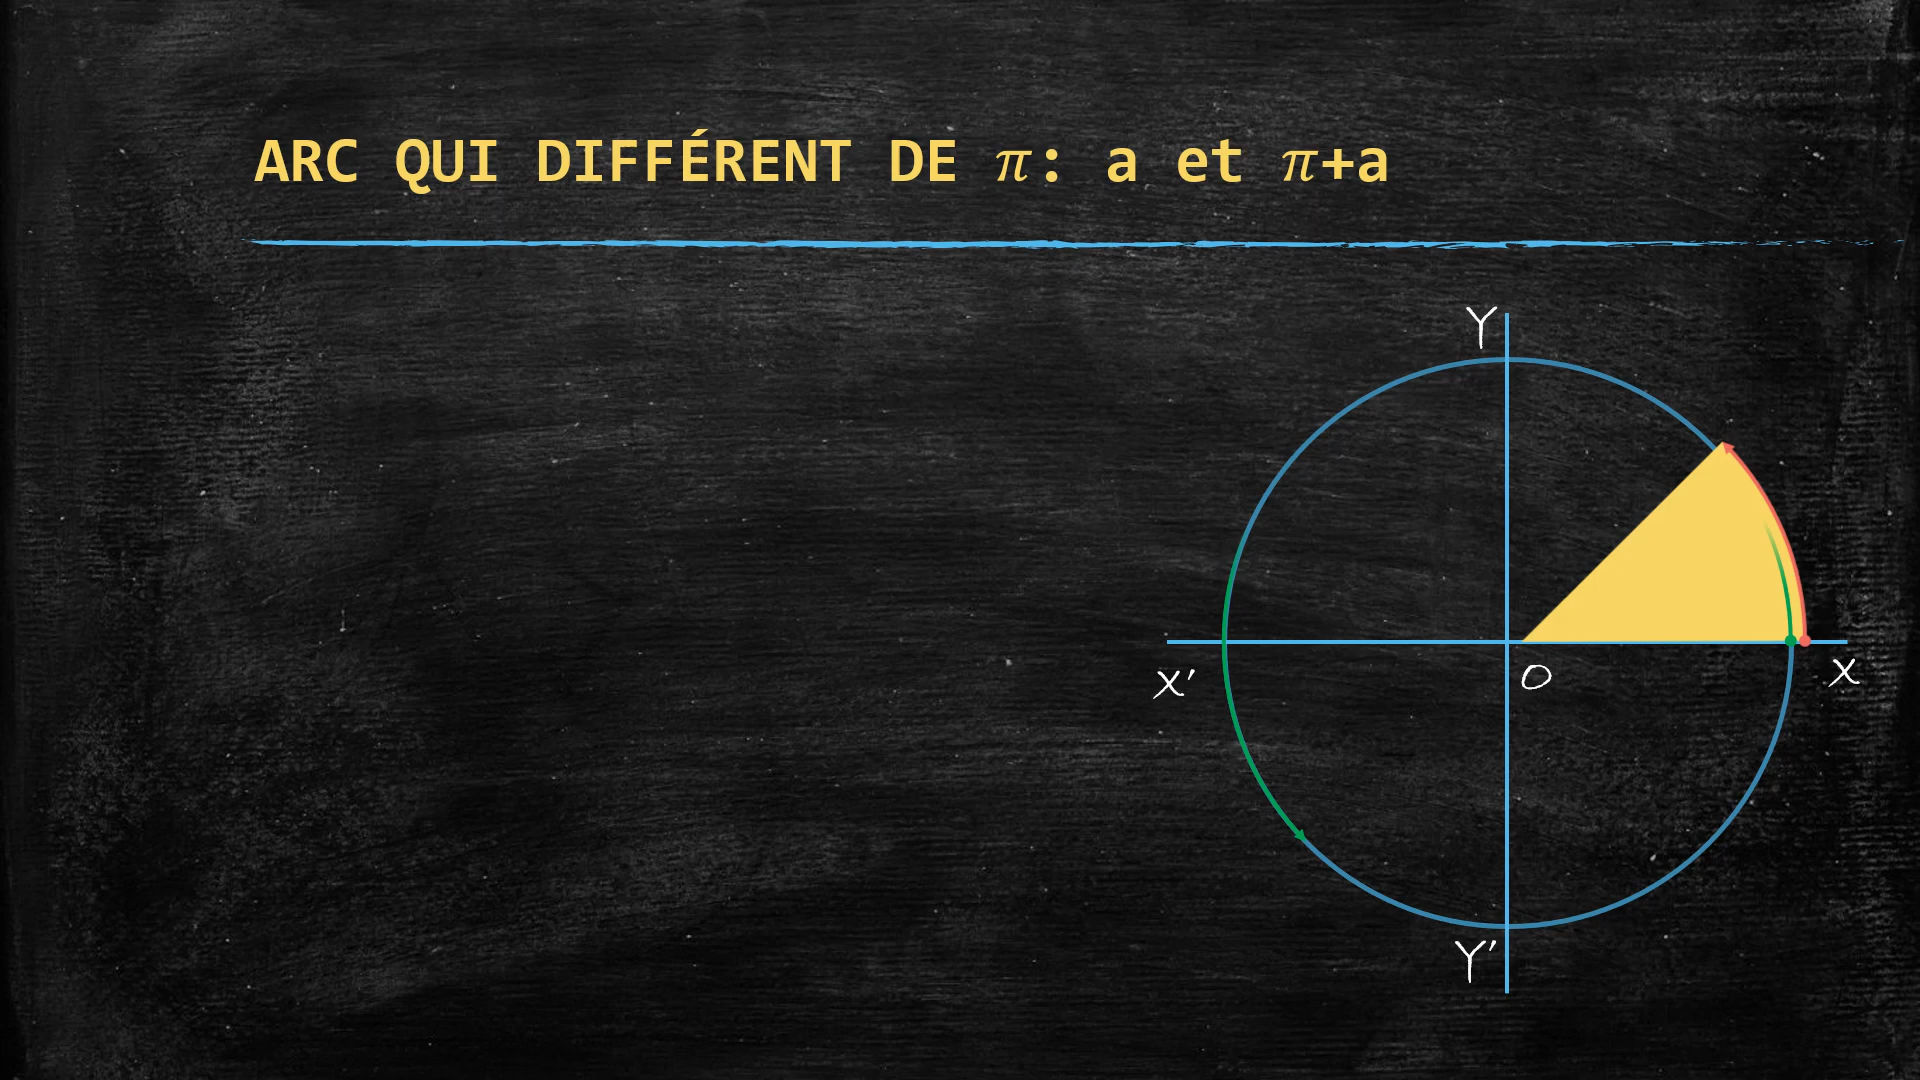 ARC QUI DIFFÉRENT DE π: a et π+a
Y
X'
O
X
Y'